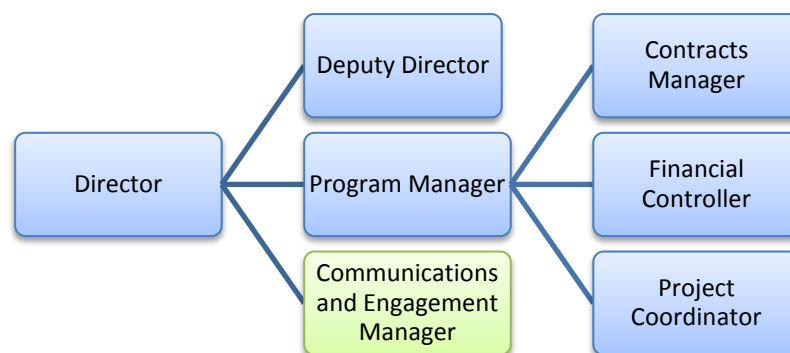 Director
Deputy Director
Program Manager
Communications
and Engagement
Manager
Contracts
Manager
Financial
Controller
Project
Coordinator